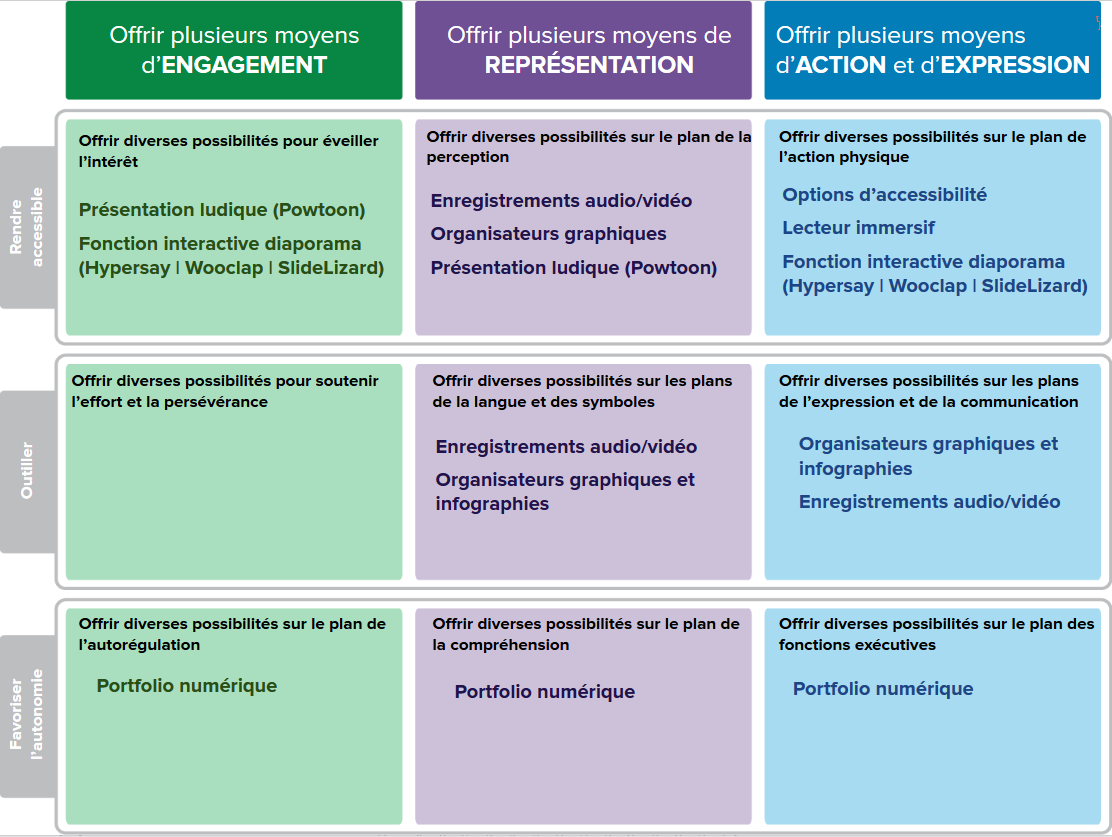 Offrir plusieurs moyens
d'ENGAGEMENT
Offrir plusieurs moyens de
REPRÉSENTATION
Offrir plusieurs moyens
d'ACTION et d'EXPRESSION
Rendre
accessible
Offrir diverses possibilités pour éveiller
l'intérêt
Présentation ludique (Powtoon)
Fonction interactive diaporama
(Hypersay | Wooclap | SlideLizard)
Offrir diverses possibilités sur le plan de la
perception
Enregistrements audio/vidéo
Organisateurs graphiques
Présentation ludique (Powtoon)
Offrir diverses possibilités sur le plan de
l'action physique
Options d'accessibilité
Lecteur immersif
Fonction interactive diaporama
(Hypersay | Wooclap | SlideLizard)
Outiller
Offrir diverses possibilités pour soutenir
l'effort et la persévérance
Offrir diverses possibilités sur les plans
de la langue et des symboles
Enregistrements audio/vidéo
Organisateurs graphiques et
infographies
Offrir diverses possibilités sur les plans
de l'expression et de la communication
Organisateurs graphiques et
infographies
Enregistrements audio/vidéo
Favoriser
l'autonomie
Offrir diverses possibilités sur le plan de
l'autorégulation
Portfolio numérique
Offrir diverses possibilités sur le plan de
la compréhension
Portfolio numérique
Offrir diverses possibilités sur le plan des
fonctions exécutives
Portfolio numérique